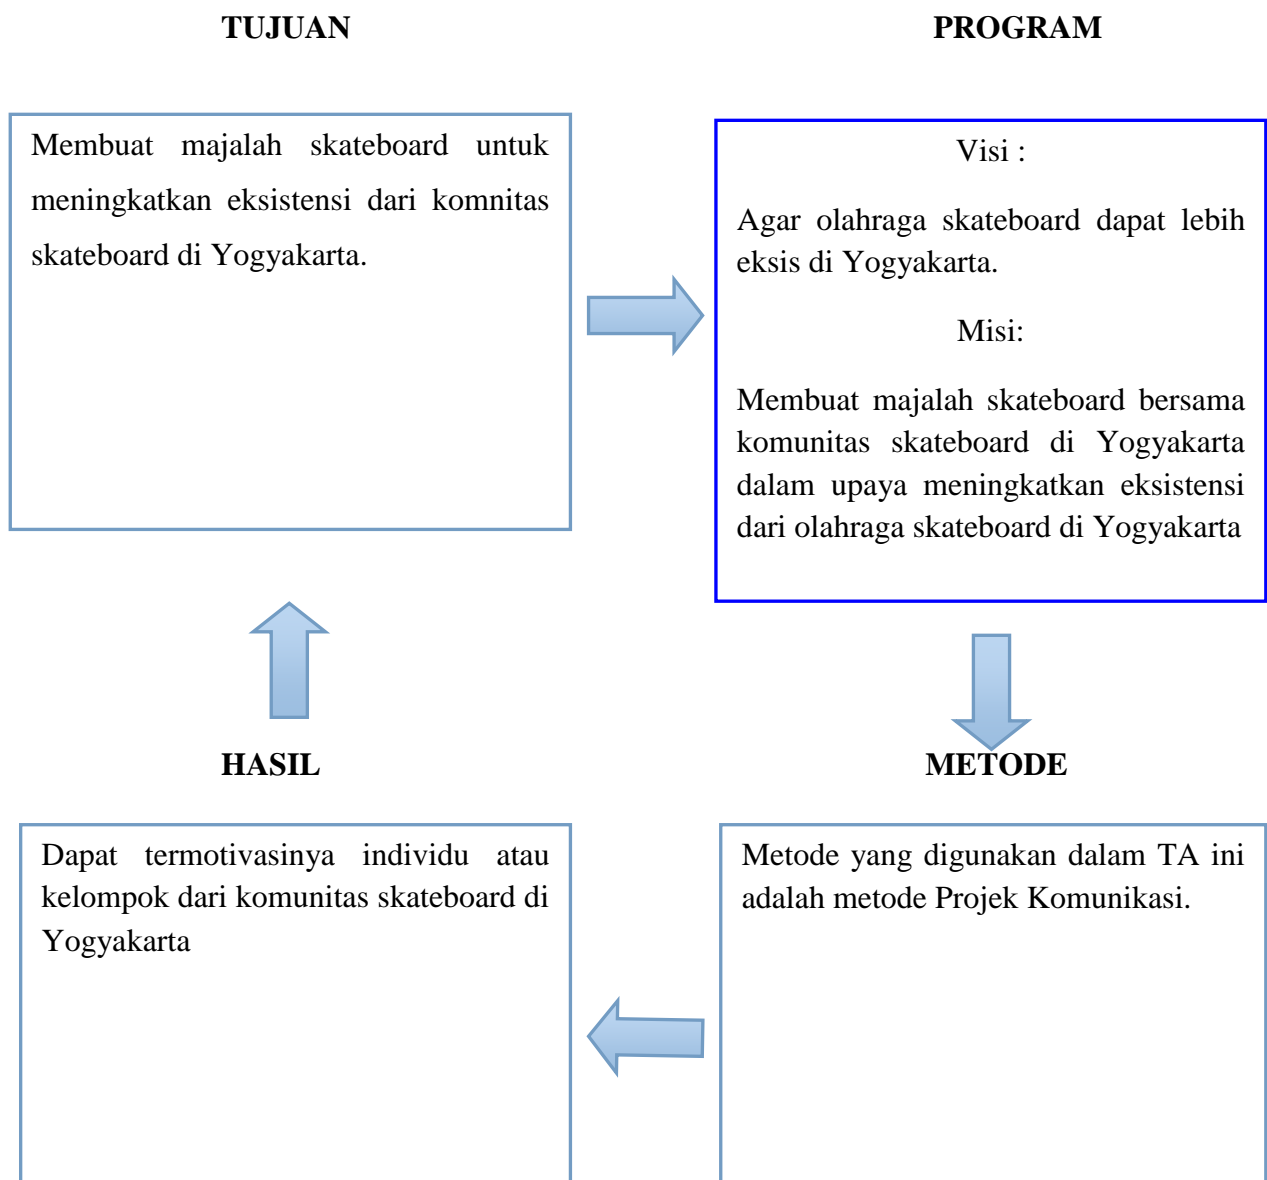 TUJUAN
PROGRAM
Membuat majalah skateboard untuk
meningkatkan eksistensi dari komnitas
skateboard di Yogyakarta.
Visi :
Agar olahraga skateboard dapat lebih
eksis di Yogyakarta.
Misi:
Membuat majalah skateboard bersama
komunitas skateboard di Yogyakarta
dalam upaya meningkatkan eksistensi
dari olahraga skateboard di Yogyakarta
HASIL
METODE
Dapat termotivasinya individu atau
kelompok dari komunitas skateboard di
Yogyakarta
Metode yang digunakan dalam TA ini
adalah metode Projek Komunikasi.